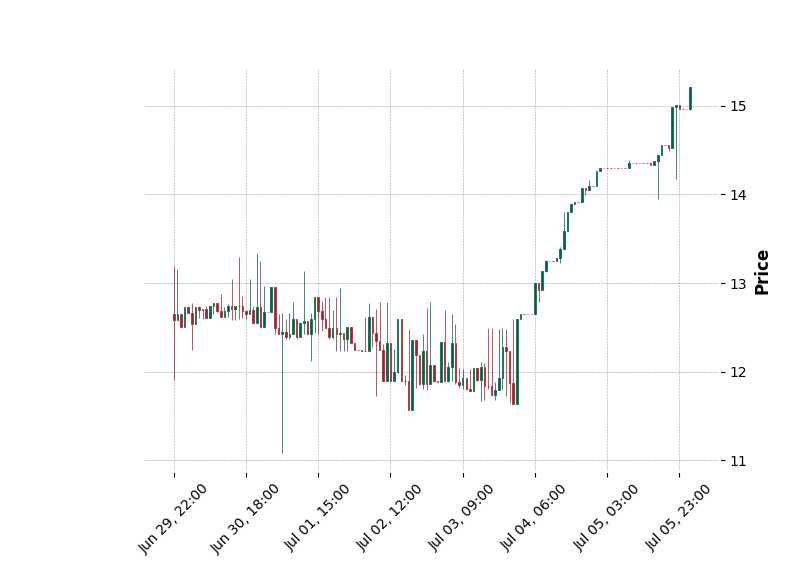 15
14
13
12
11
Price
Jun 29, 22:00
Jun 30, 18:00
Jul 01, 15:00
Jul 02, 12:00
Jul 03, 09:00
Jul 04, 06:00
Jul 05, 03:00
Jul 05, 23:00